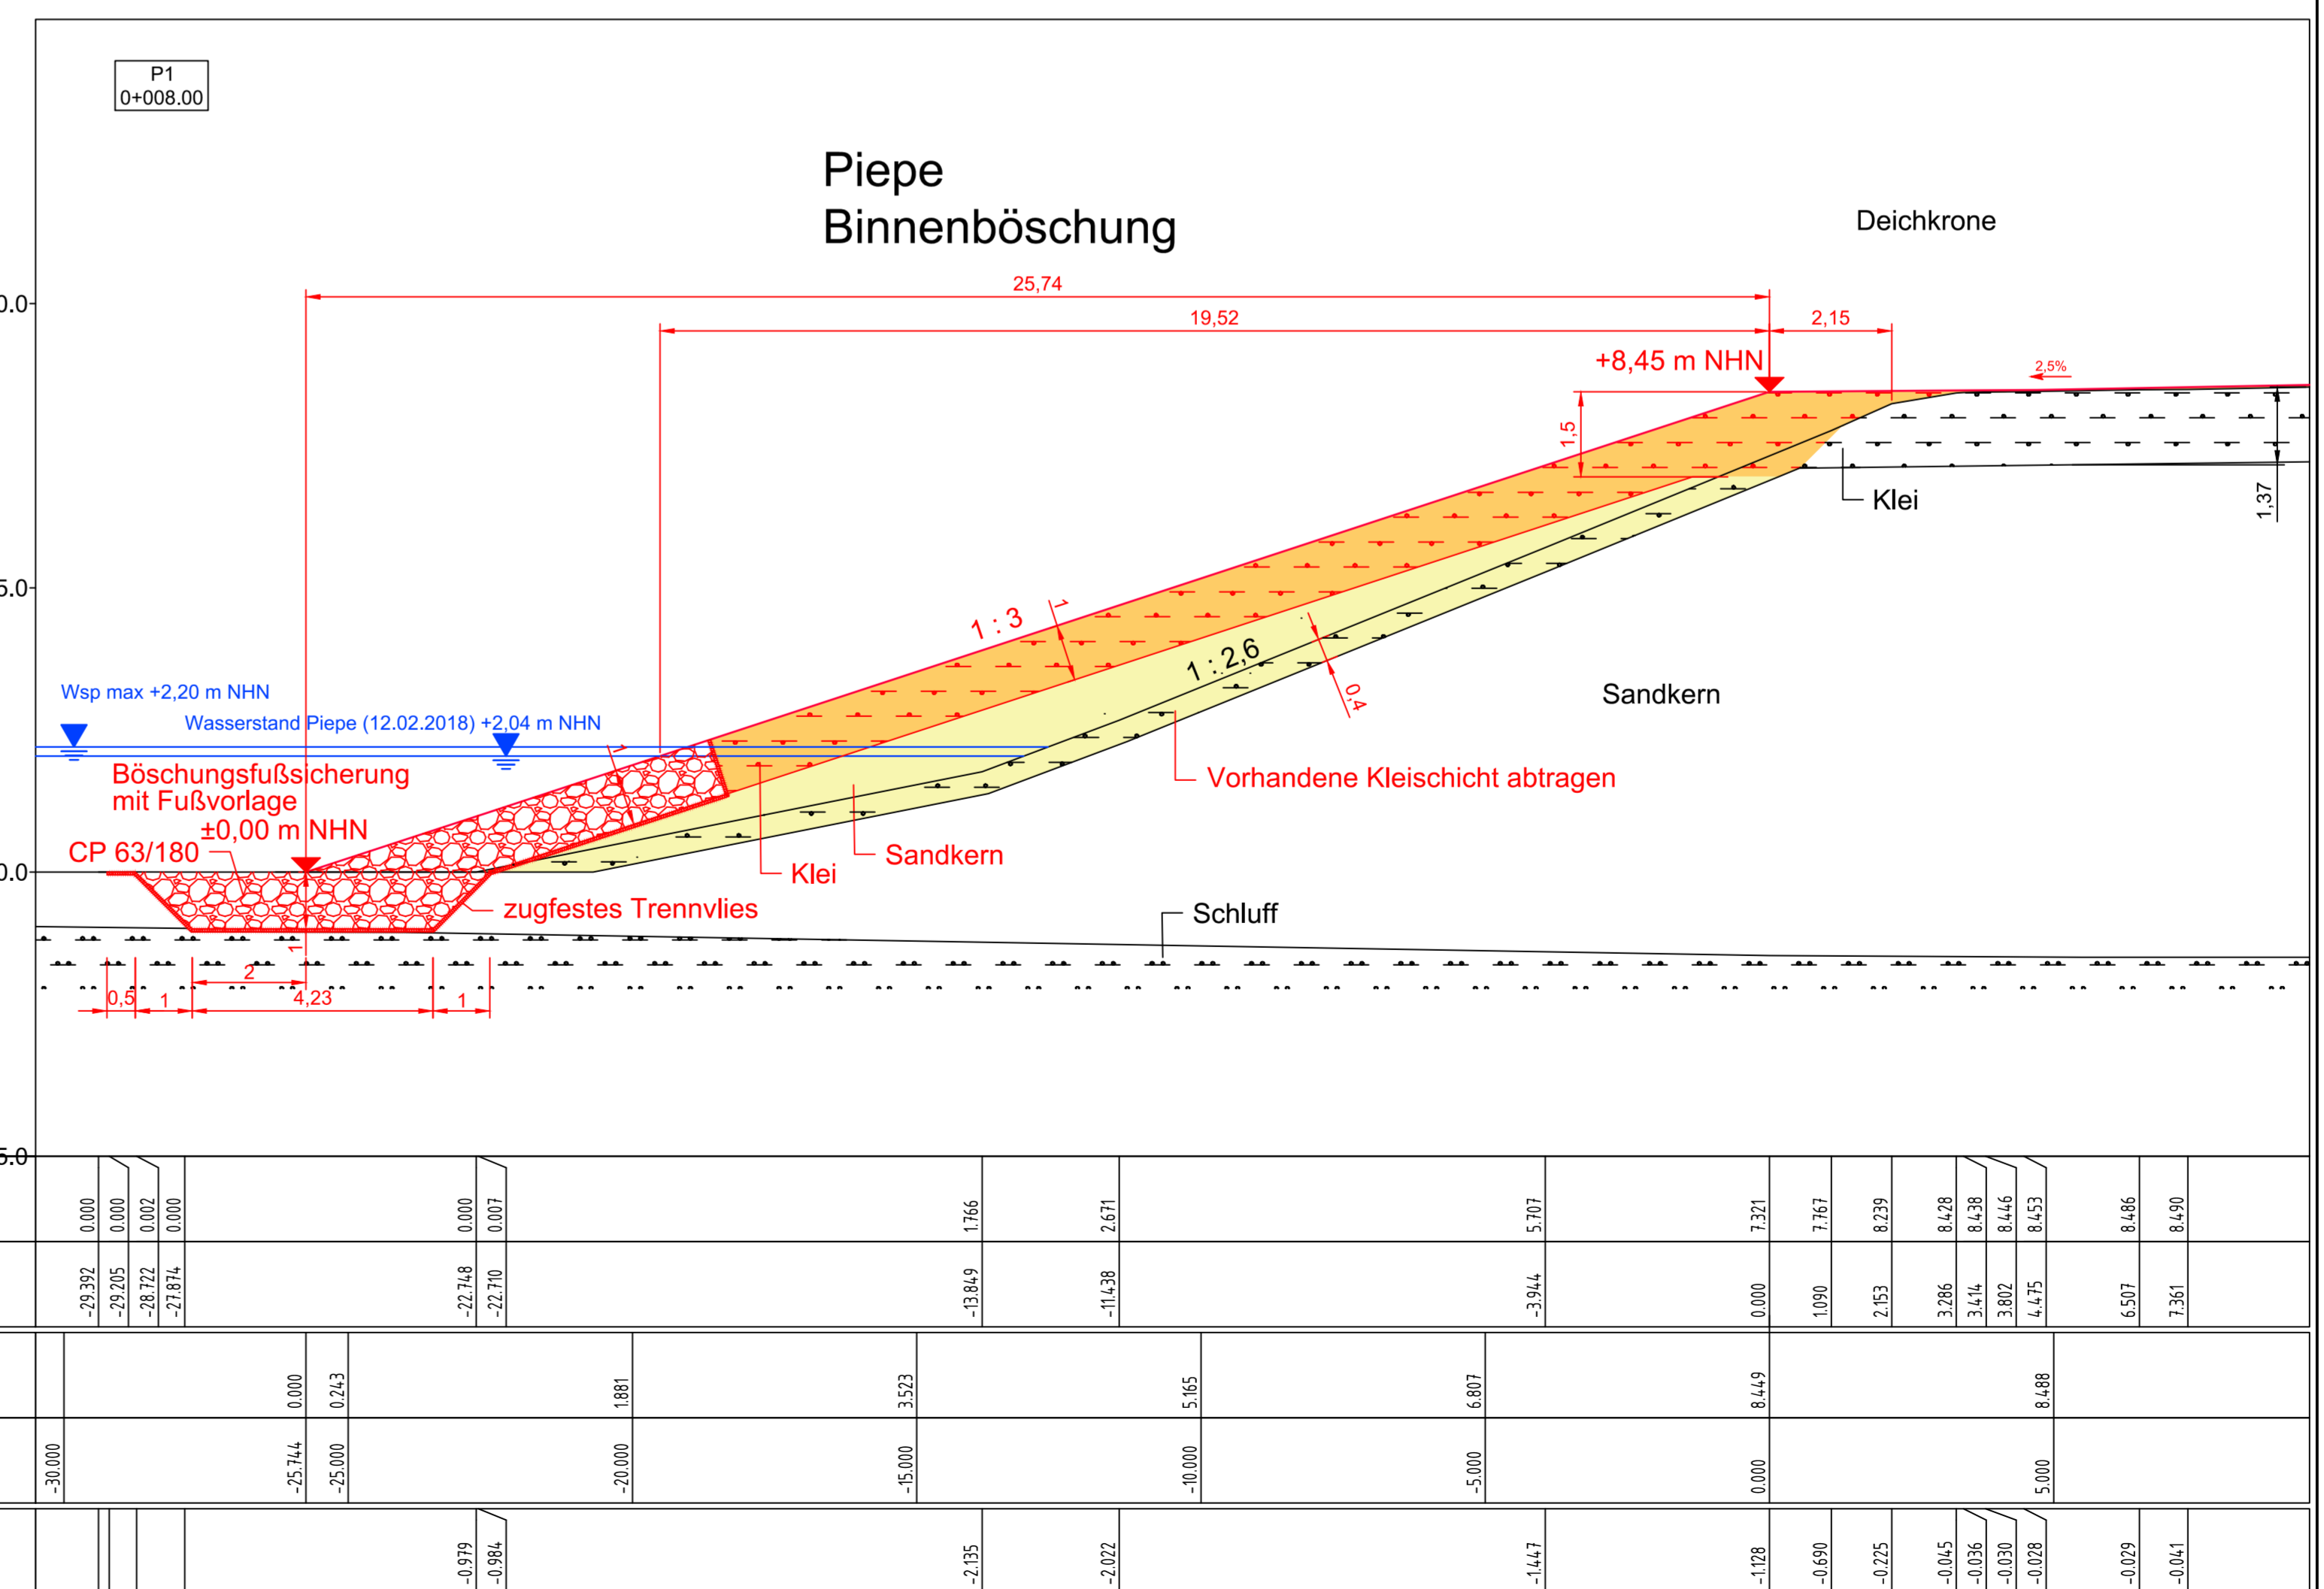 P1
0+008.00
Piepe
Binnenböschung
Deichkrone
25,74
19,52
2,15
+8,45 m NHN
2,5%
1,5
Klei
1,37
1 : 3
1
1 : 2,6
0,4
Sandkern
Wsp max +2,20 m NHN
Wasserstand Piepe (12.02.2018) +2,04 m NHN
1
Böschungsfußsicherung
mit Fußvorlage
±0,00 m NHN
CP 63/180
Vorhandene Kleischicht abtragen
Sandkern
Klei
zugfestes Trennvlies
Schluff
1
2
0,5
1
4,23
1
0.0
5.0
0.0
5.0
0.000 0.000 0.002 0.000 0.000 0.007 1.766 2.671 5.707 7.321 7.767 8.239 8.428 8.438 8.446 8.453 8.486 8.490
-29.392 -29.205 -28.722 -27.874 -22.748 -22.710 -13.849 -11.438 -3.944 0.000 1.090 2.153 3.286 3.414 3.802 4.475 6.507 7.361
0.000 0.243 1.881 3.523 5.165 6.807 8.449 8.488
-30.000 -25.744 -25.000 -20.000 -15.000 -10.000 -5.000 0.000 5.000
-0.979 -0.984 -2.135 -2.022 -1.447 -1.128 -0.690 -0.225 -0.045 -0.036 -0.030 -0.028 -0.029 -0.041